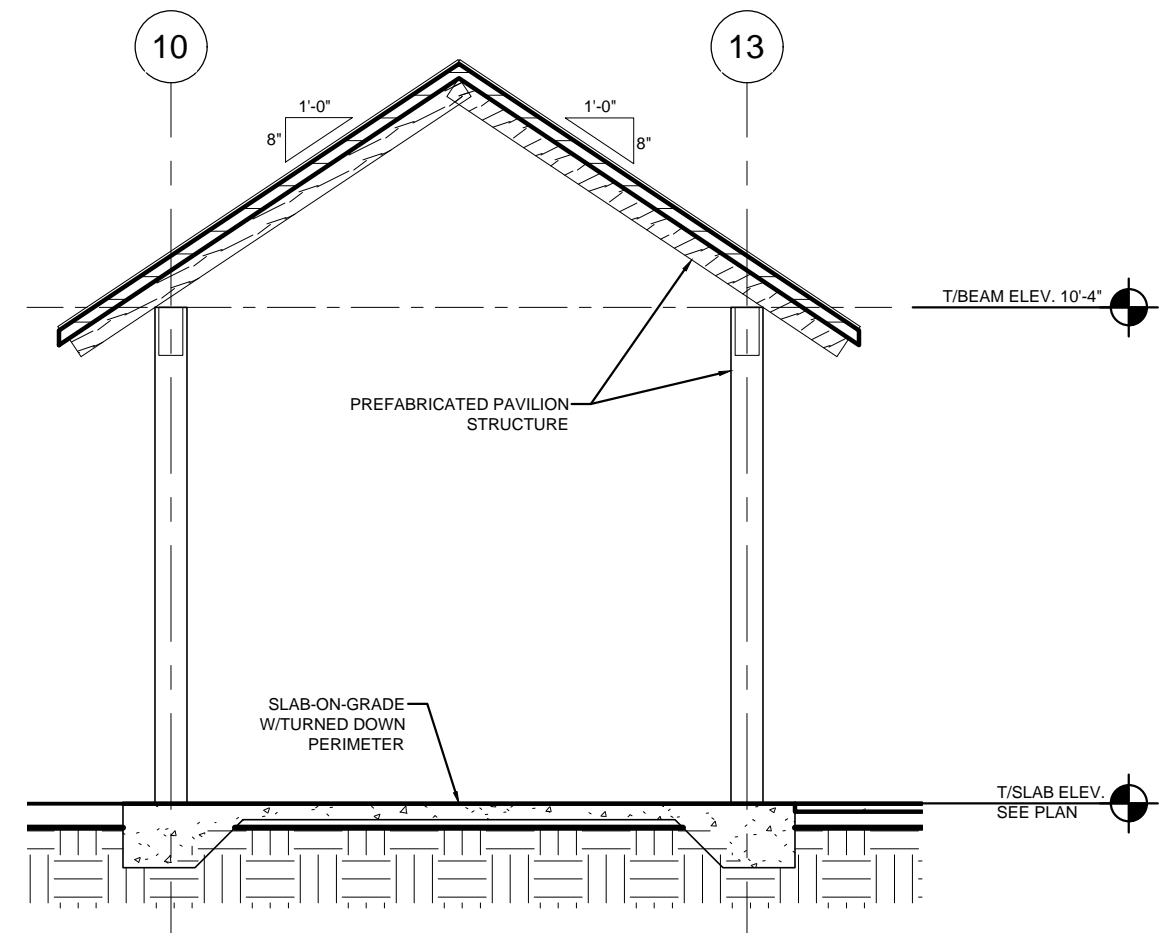 10
13
1'-0"
1'-0"
8"
8"
T/BEAM ELEV. 10'-4"
PREFABRICATED PAVILION
STRUCTURE
SLAB-ON-GRADE
W/TURNED DOWN
PERIMETER
T/SLAB ELEV.
SEE PLAN